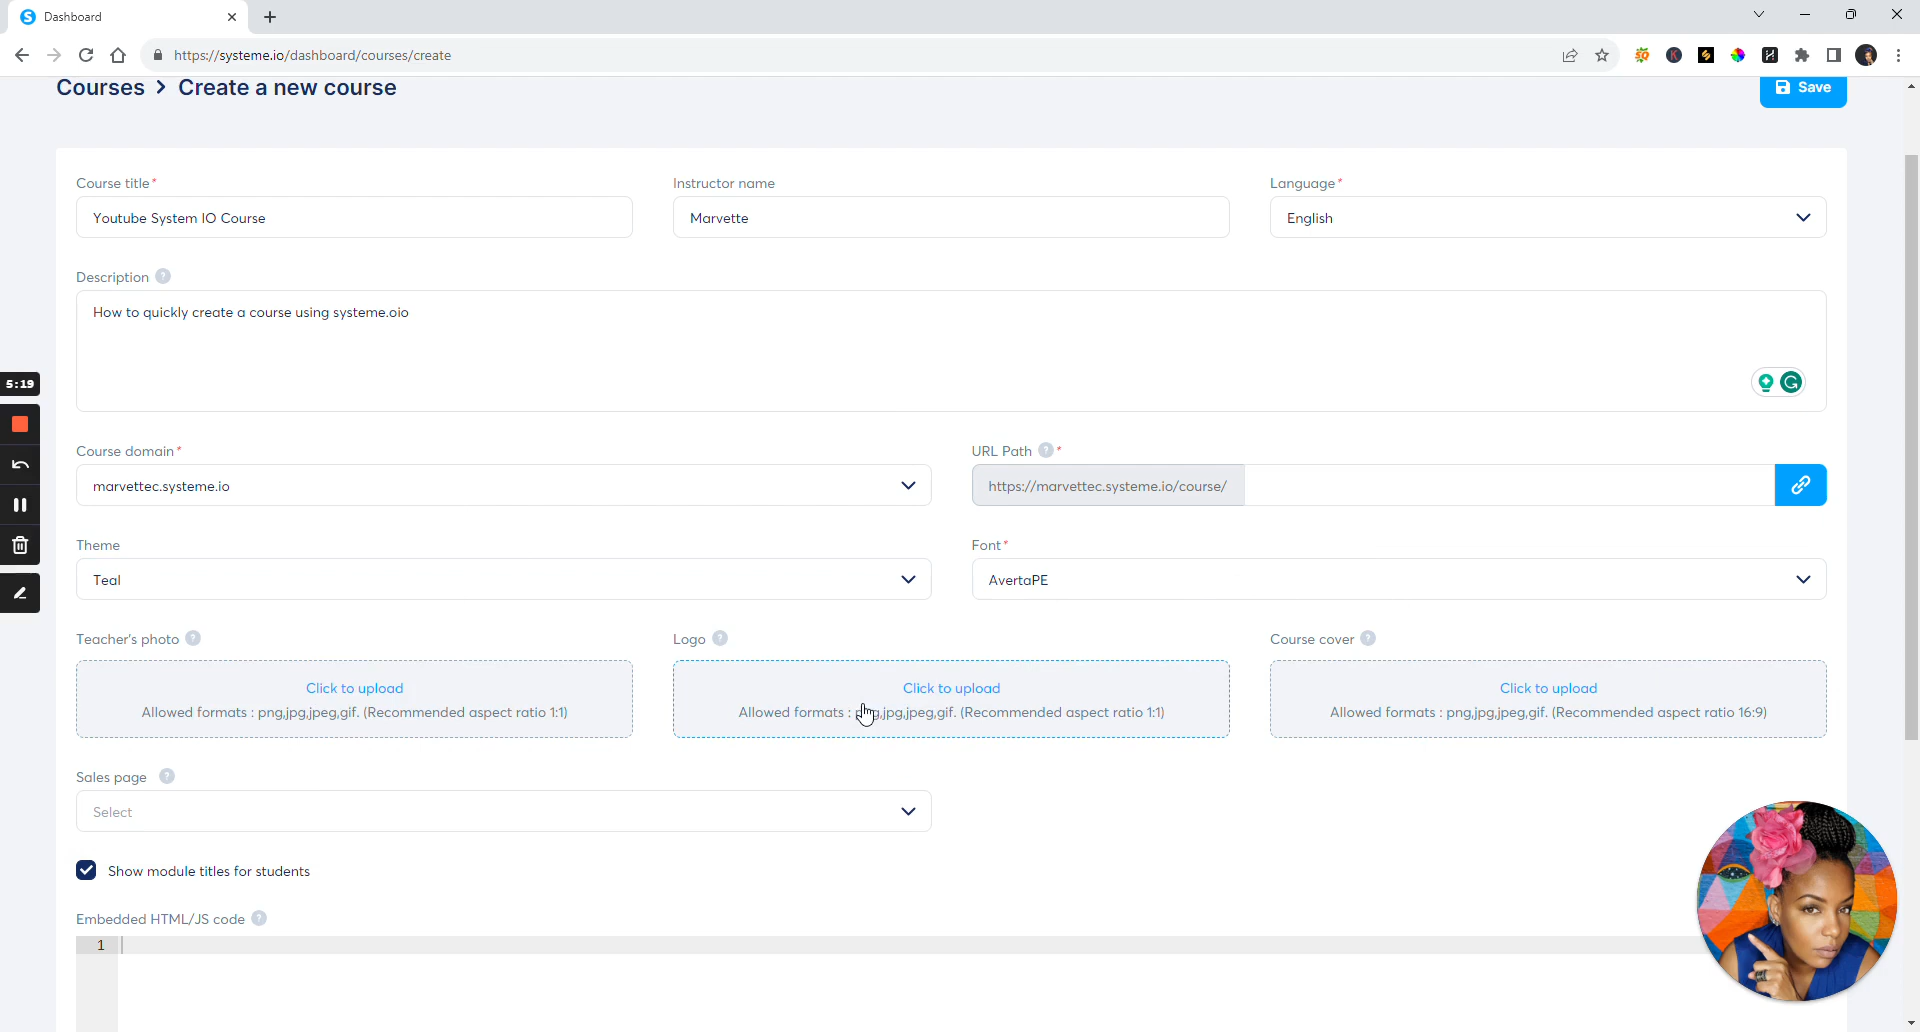 Dashboard
https://systeme.io/dashboard/courses/create
Courses > Create a new course
Save
Course title*
Instructor name
Language*
Youtube System IO Course
Marvette
English
Description ?
How to quickly create a course using systeme.oio
5:19
Course domain*
URL Path ? *
marvettec.systeme.io
https://marvettec.systeme.io/course/
Theme
Font*
Teal
AvertaPE
Teacher's photo ?
Logo ?
Course cover ?
Click to upload
Click to upload
Click to upload
Allowed formats : png,jpg,jpeg,gif. (Recommended aspect ratio 1:1)
Allowed formats : png,jpg,jpeg,gif. (Recommended aspect ratio 1:1)
Allowed formats : png,jpg,jpeg,gif. (Recommended aspect ratio 16:9)
Sales page ?
Select
Show module titles for students
Embedded HTML/JS code ?
1